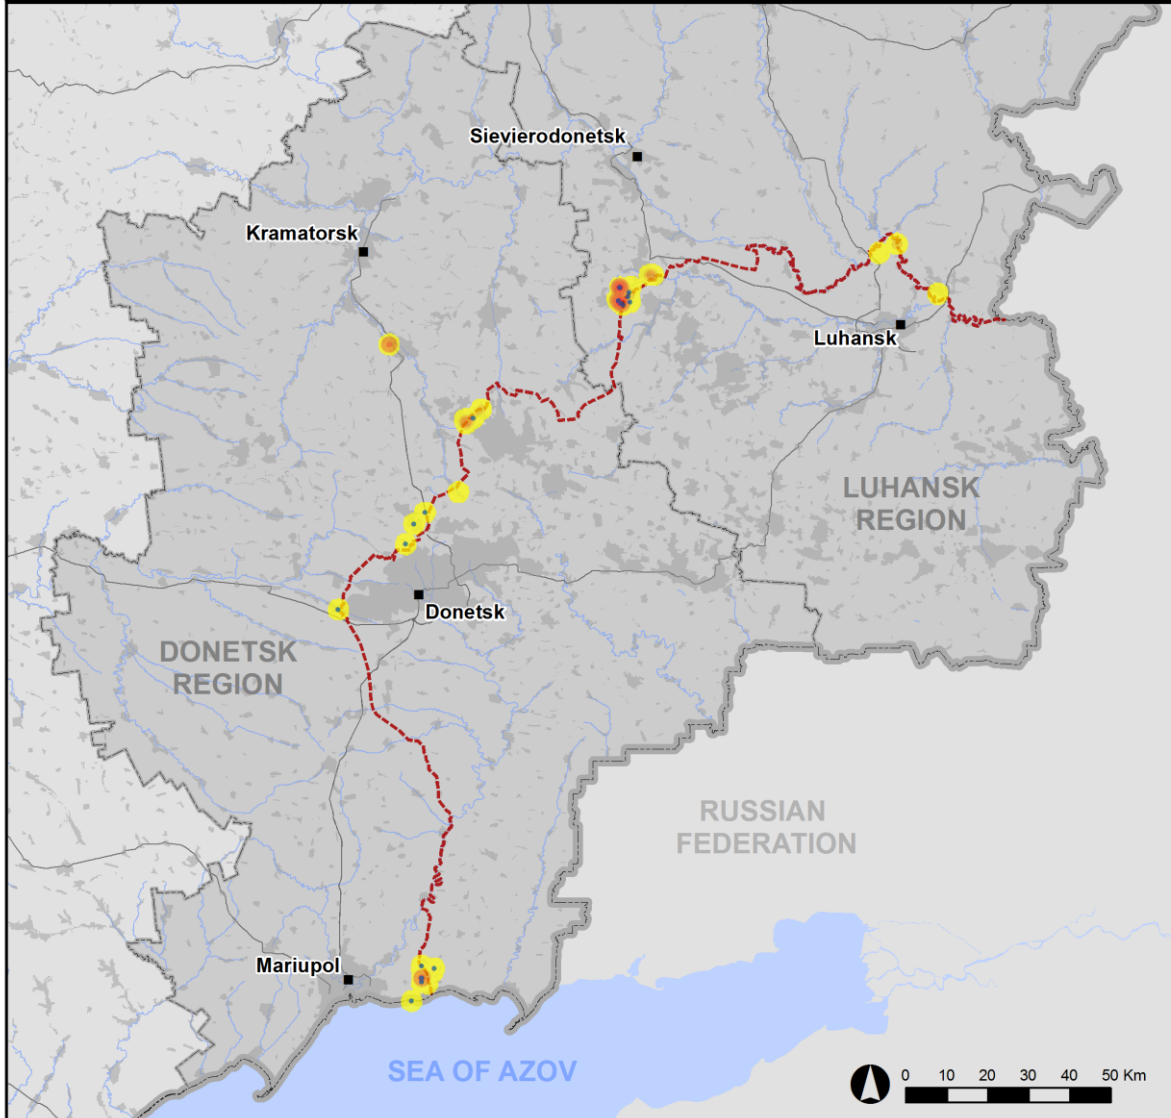 Sievierodonetsk
Kramatorsk
Luhansk
LUHANSK
REGION
Donetsk
DONETSK
REGION
RUSSIAN
FEDERATION
Mariupol
SEA OF AZOV
0 10 20 30 40 50 Km